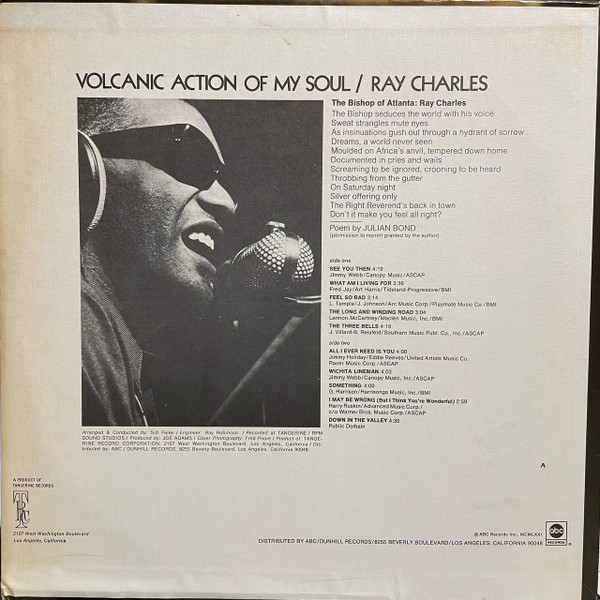 VOLCANIC ACTION OF MY SOUL / RAY CHARLES
The Bishop of Atlanta: Ray Charles
The Bishop seduces the world with his voice
Sweat strangles mute eyes
As insinuations gush out through a hydrant of sorrow
Dreams, a world never seen
Moulded on Africa's anvil, tempered down home
Documented in cries and wails
Screaming to be ignored, crooning to be heard
Throbbing from the gutter
On Saturday night
Silver offering only
The Right Reverend's back in town
Don't it make you feel all right?
Poem by JULIAN BOND
(permission to reprint granted by the author)
side one
SEE YOU THEN 4:19
Jimmy Webb/Canopy Music/ASCAP
WHAT AM I LIVING FOR 3:36
Fred Jay/Art Harris/Tideland-Progressive/BMI
FEEL SO BAD 3:14
L. Temple/J. Johnson/Arc Music Corp./Playmate Music Co./BMI
THE LONG AND WINDING ROAD 3:04
Lennon-McCartney/Maclen Music, Inc./BMI
THE THREE BELLS 4:19
J. Villard-B. Reisfeld/Southern Music Publ. Co., Inc./ASCAP
side two
ALL I EVER NEED IS YOU 4:00
Jimmy Holiday/Eddie Reeves/United Artists Music Co.
Racer Music Corp./ASCAP
WICHITA LINEMAN 4:03
Jimmy Webb/Canopy Music, Inc./ASCAP
SOMETHING 4:00
G. Harrison/Harrisongs Music, Inc./BMI
I MAY BE WRONG (But I Think You're Wonderful) 2:59
Harry Ruskin/Advanced Music Corp./
c/o Warner Bros. Music Corp./ASCAP
DOWN IN THE VALLEY 4:35
Public Domain
Arranged & Conducted by: Sid Feller / Engineer: Ray Robinson / Recorded at TANGERINE / RPM
SOUND STUDIOS / Produced by: JOE ADAMS / Cover Photography: Fred Poore / Product of: TANGE-
RINE RECORD CORPORATION, 2107 West Washington Boulevard, Los Angeles, California / Dis-
tributed by: ABC / DUNHILL RECORDS, 8255 Beverly Boulevard, Los Angeles, California 90048
A
A PRODUCT OF
TANGERINE RECORDS
TRC
2107 West Washington Boulevard
Los Angeles, California
℗ ABC Records Inc., MCMLXXI
abc
RECORDS
®
DISTRIBUTED BY ABC/DUNHILL RECORDS/8255 BEVERLY BOULEVARD/LOS ANGELES, CALIFORNIA 90048